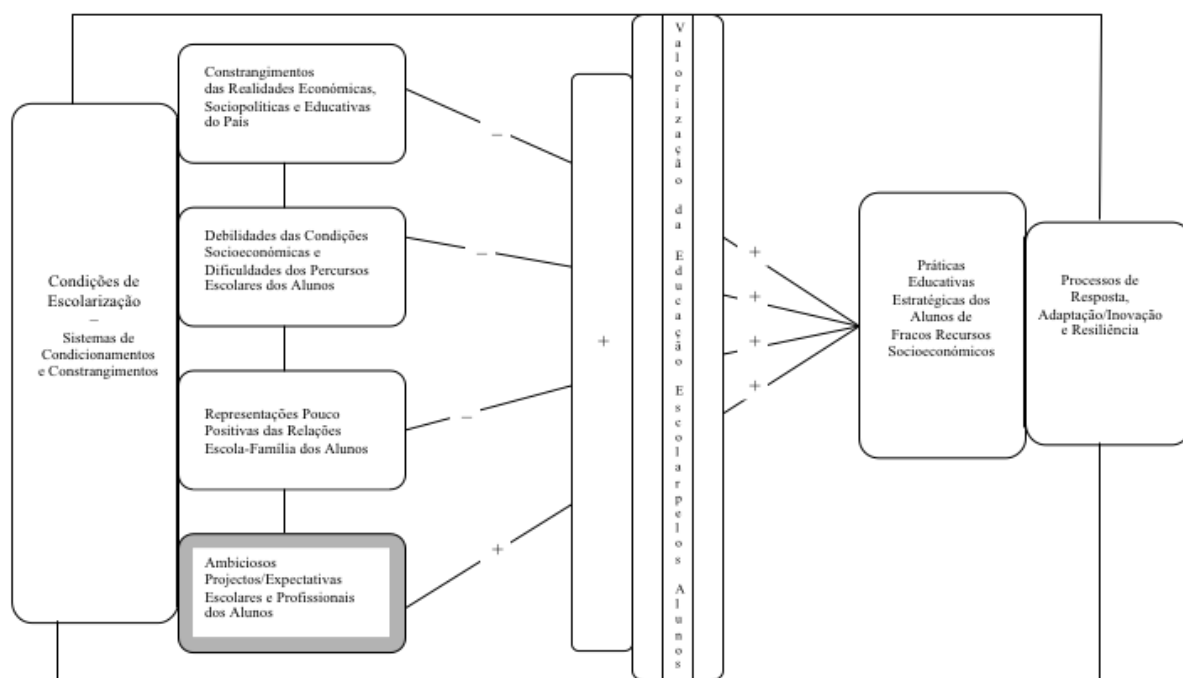 Condições de
Escolarização
–
Sistemas de
Condicionamentos
e Constrangimentos
Constrangimentos
das Realidades Económicas,
Sociopolíticas e Educativas
do País
Debilidades das Condições
Socioeconómicas e
Dificuldades dos Percursos
Escolares dos Alunos
Representações Pouco
Positivas das Relações
Escola-Família dos Alunos
Ambiciosos
Projectos/Expectativas
Escolares e Profissionais
dos Alunos
–
–
–
+
+
Valorização da Educação Escolar pelos Alunos
+
+
+
+
Práticas
Educativas
Estratégicas dos
Alunos de
Fracos Recursos
Socioeconómicos
Processos de
Resposta,
Adaptação/Inovação
e Resiliência